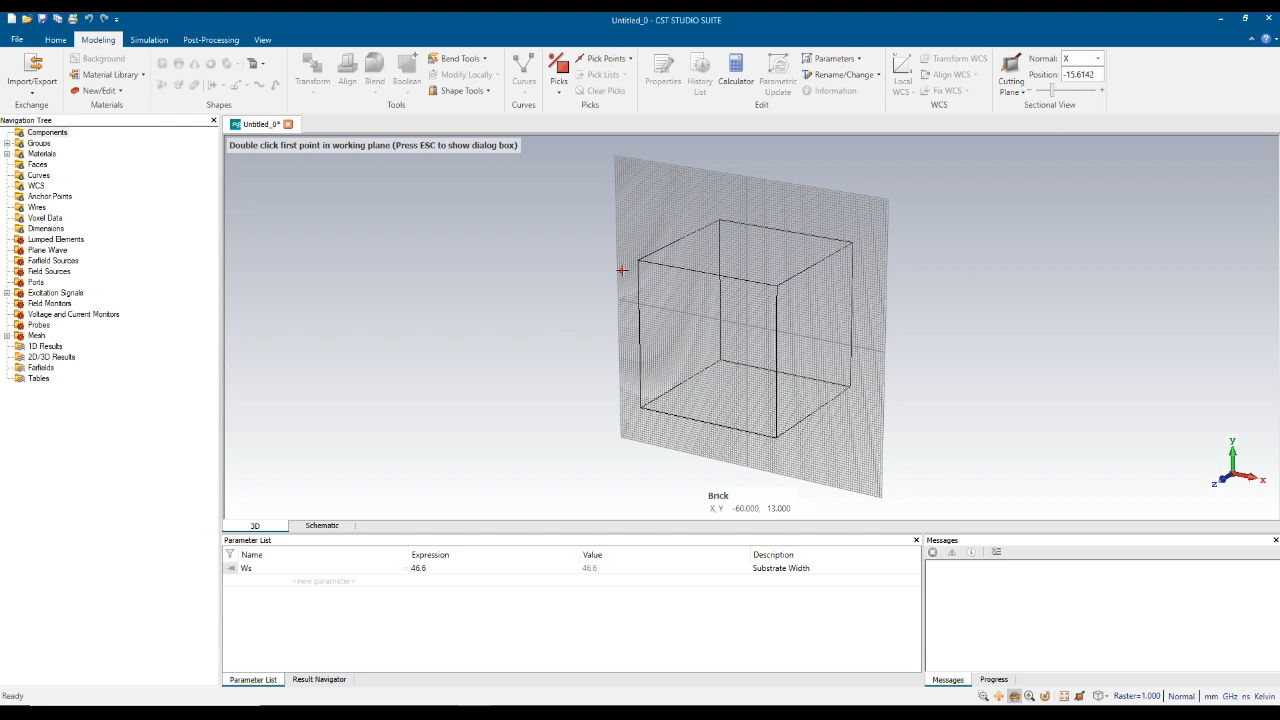 Untitled_0 - CST STUDIO SUITE
File Home Modeling Simulation Post-Processing View
Import/Export
Exchange
Background
Material Library
New/Edit
Materials
Shapes
Transform Align Blend Boolean
Bend Tools
Modify Locally
Shape Tools
Tools
Curves
Curves
Picks
Pick Points
Pick Lists
Clear Picks
Picks
Properties
History List
Calculator
Parametric Update
Parameters
Rename/Change
Information
Edit
Local WCS
Transform WCS
Align WCS
Fix WCS
WCS
Cutting Plane
Normal: X
Position: -15.6142
Sectional View
Navigation Tree
Components
Groups
Materials
Faces
Curves
WCS
Anchor Points
Wires
Voxel Data
Dimensions
Lumped Elements
Plane Wave
Farfield Sources
Field Sources
Ports
Excitation Signals
Field Monitors
Voltage and Current Monitors
Probes
Mesh
1D Results
2D/3D Results
Farfields
Tables
Untitled_0*
Double click first point in working plane (Press ESC to show dialog box)
Brick
X, Y -60.000, 13.000
y
z x
3D Schematic
Parameter List
Name Expression Value Description
Ws = 46.6 46.6 Substrate Width
<new parameter>
Parameter List Result Navigator
Messages
Messages Progress
Ready
Raster=1.000 Normal mm GHz ns Kelvin